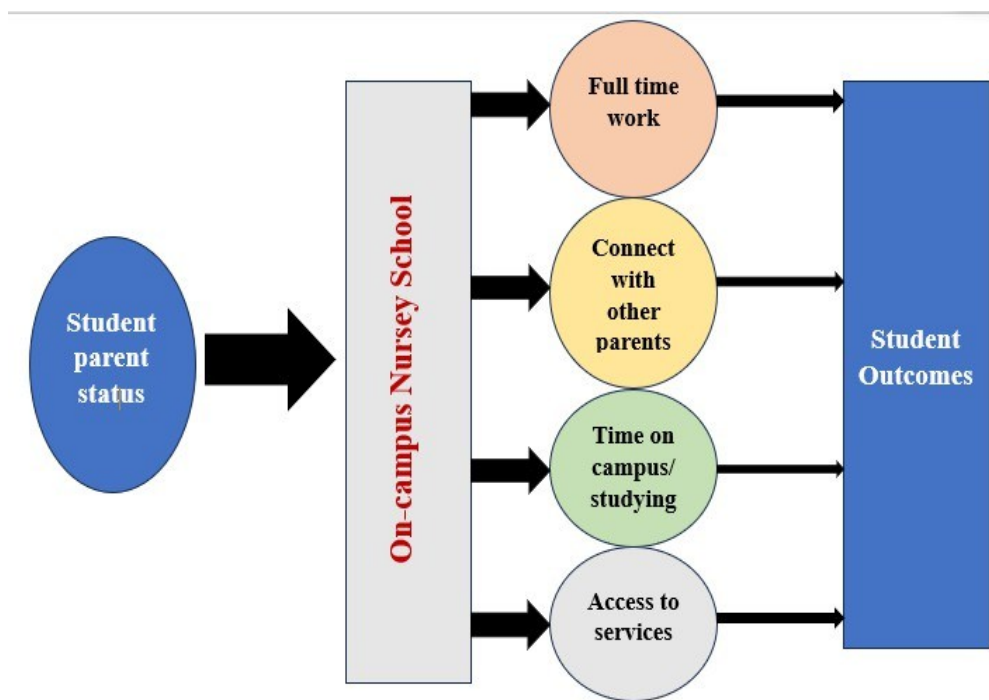 Student
parent
status
On-campus Nursey School
Full time
work
Connect
with
other
parents
Time on
campus/
studying
Access to
services
Student
Outcomes